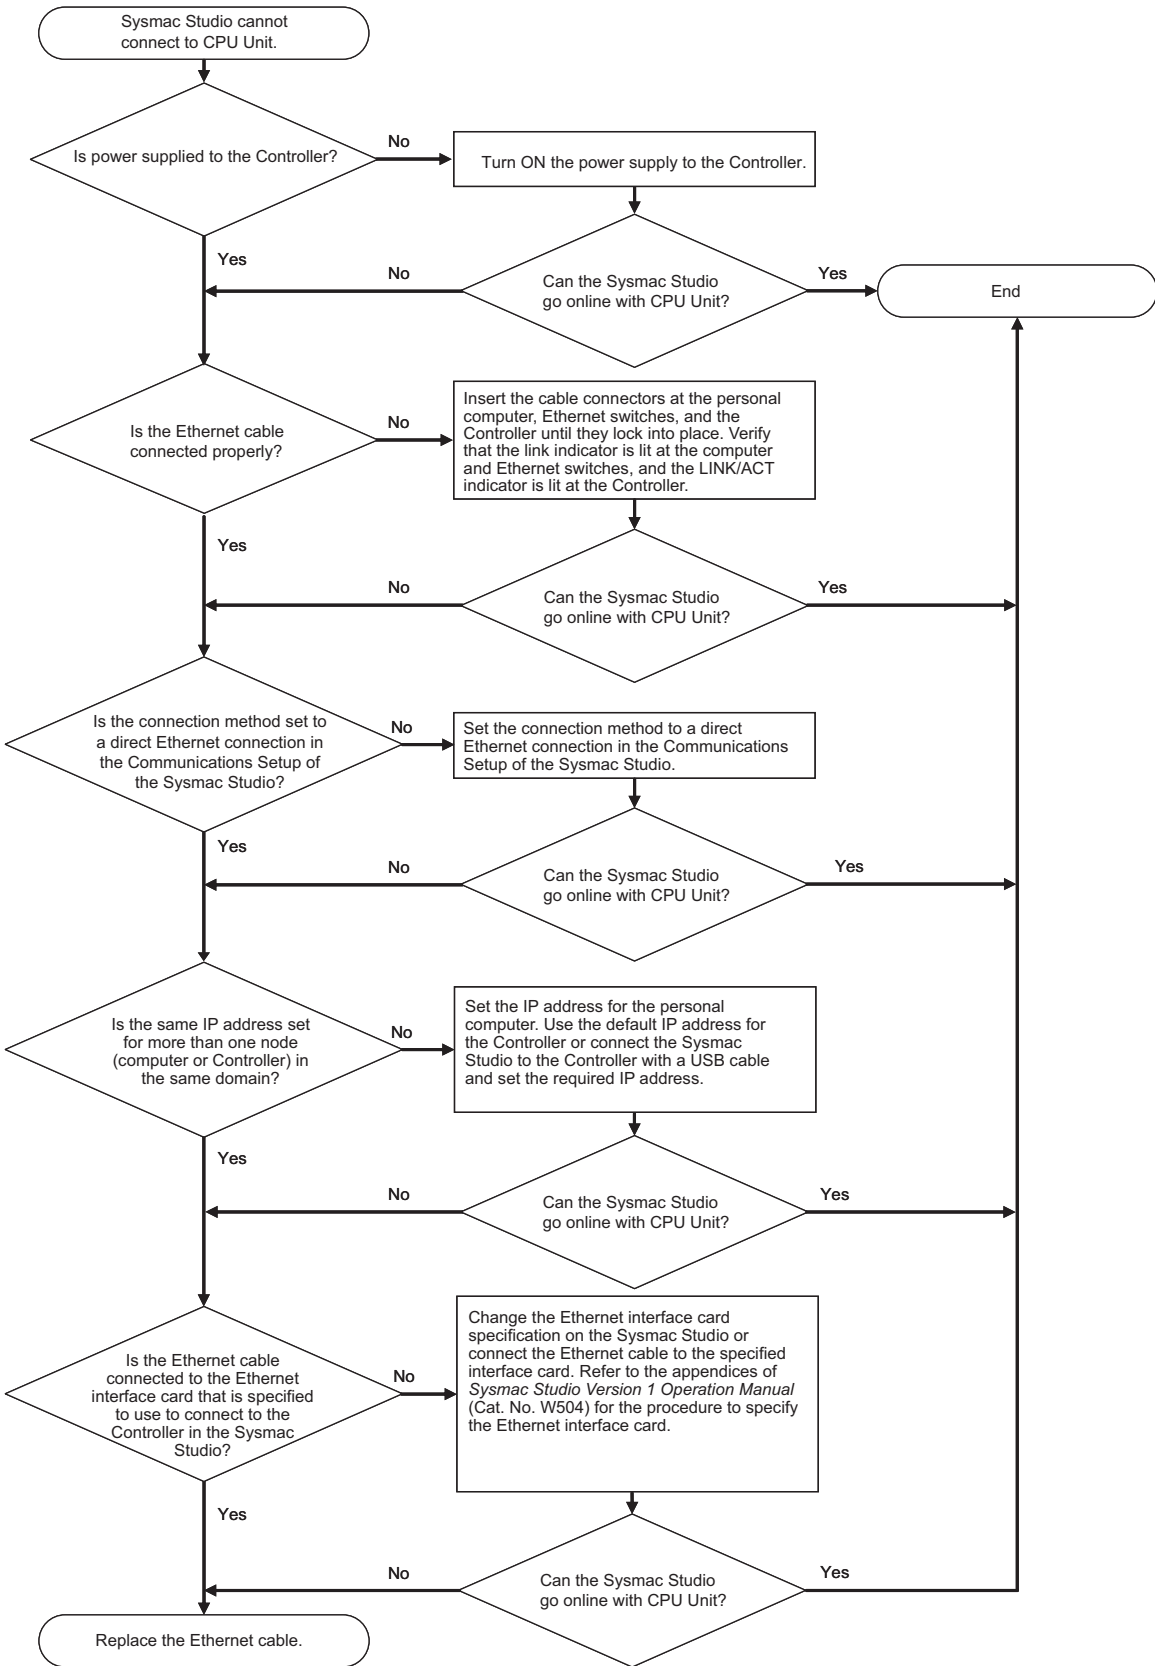 Sysmac Studio cannot
connect to CPU Unit.
Is power supplied to the Controller?
No
Turn ON the power supply to the Controller.
Yes
No
Can the Sysmac Studio
go online with CPU Unit?
Yes
End
Is the Ethernet cable
connected properly?
No
Insert the cable connectors at the personal
computer, Ethernet switches, and the
Controller until they lock into place. Verify
that the link indicator is lit at the computer
and Ethernet switches, and the LINK/ACT
indicator is lit at the Controller.
Yes
No
Can the Sysmac Studio
go online with CPU Unit?
Yes
Is the connection method set to
a direct Ethernet connection in
the Communications Setup of
the Sysmac Studio?
No
Set the connection method to a direct
Ethernet connection in the Communications
Setup of the Sysmac Studio.
Yes
No
Can the Sysmac Studio
go online with CPU Unit?
Yes
Is the same IP address set
for more than one node
(computer or Controller) in
the same domain?
No
Set the IP address for the personal
computer. Use the default IP address for
the Controller or connect the Sysmac
Studio to the Controller with a USB cable
and set the required IP address.
Yes
No
Can the Sysmac Studio
go online with CPU Unit?
Yes
Is the Ethernet cable
connected to the Ethernet
interface card that is specified
to use to connect to the
Controller in the Sysmac
Studio?
No
Change the Ethernet interface card
specification on the Sysmac Studio or
connect the Ethernet cable to the specified
interface card. Refer to the appendices of
Sysmac Studio Version 1 Operation Manual
(Cat. No. W504) for the procedure to specify
the Ethernet interface card.
Yes
No
Can the Sysmac Studio
go online with CPU Unit?
Yes
Replace the Ethernet cable.